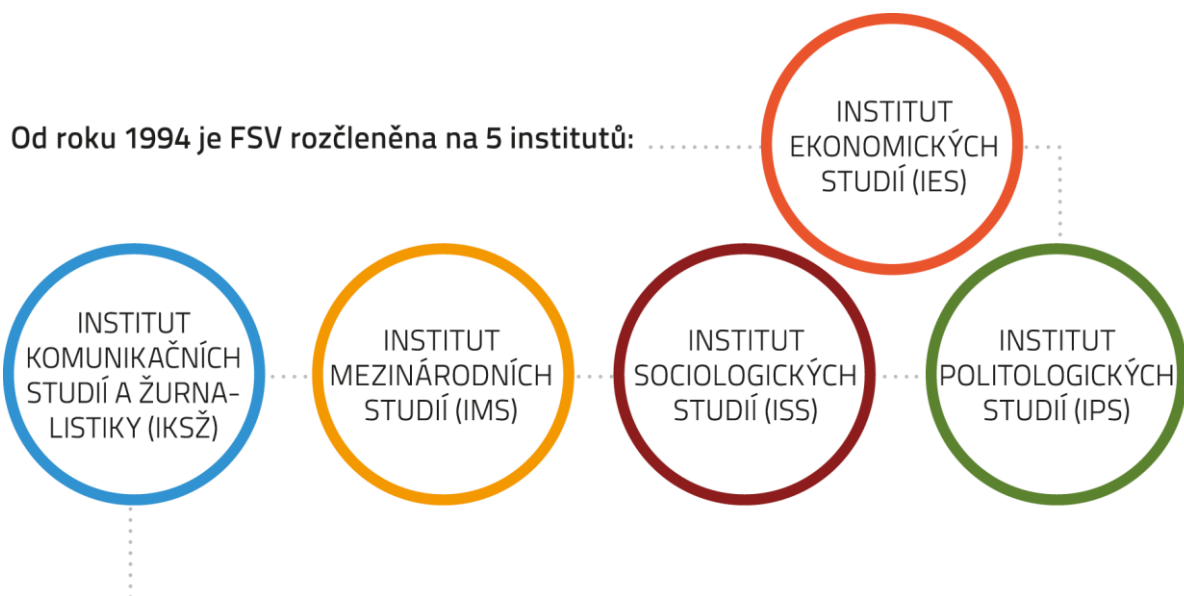 Od roku 1994 je FSV rozčleněna na 5 institutů:
INSTITUT
EKONOMICKÝCH
STUDIÍ (IES)
INSTITUT
KOMUNIKAČNÍCH
STUDIÍ A ŽURNA-
LISTIKY (IKSŽ)
INSTITUT
MEZINÁRODNÍCH
STUDIÍ (IMS)
INSTITUT
SOCIOLOGICKÝCH
STUDIÍ (ISS)
INSTITUT
POLITOLOGICKÝCH
STUDIÍ (IPS)